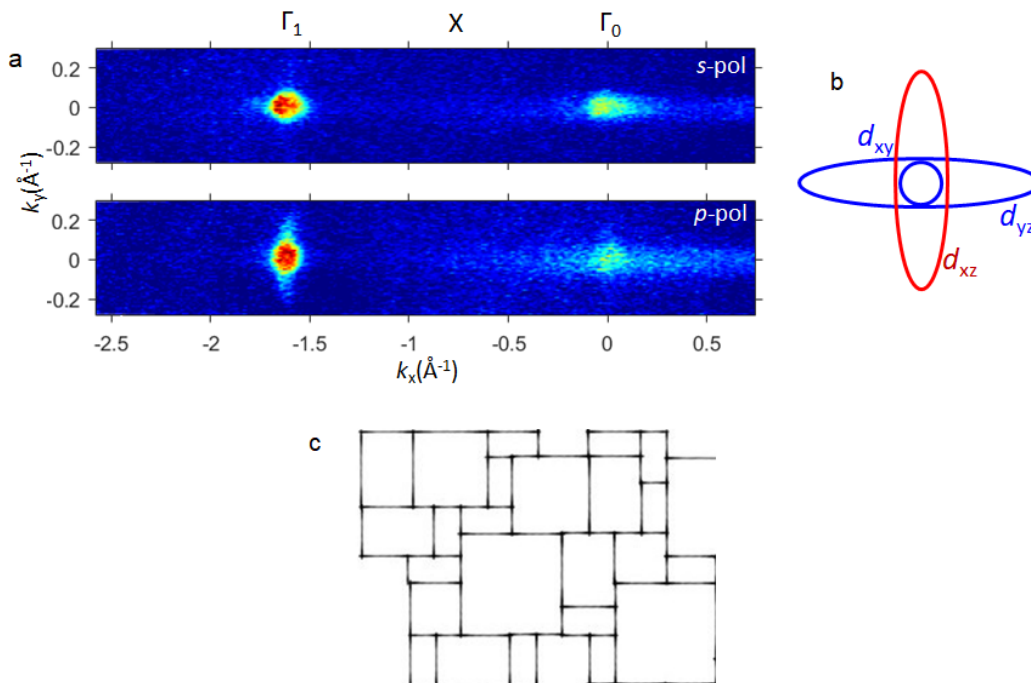 Γ₁ X Γ₀
a
s-pol
0.2
0
-0.2
p-pol
0.2
0
-0.2
kᵧ(Å⁻¹)
-2.5 -2 -1.5 -1 -0.5 0 0.5
kₓ(Å⁻¹)
b
dxy
dyz
dxz
c